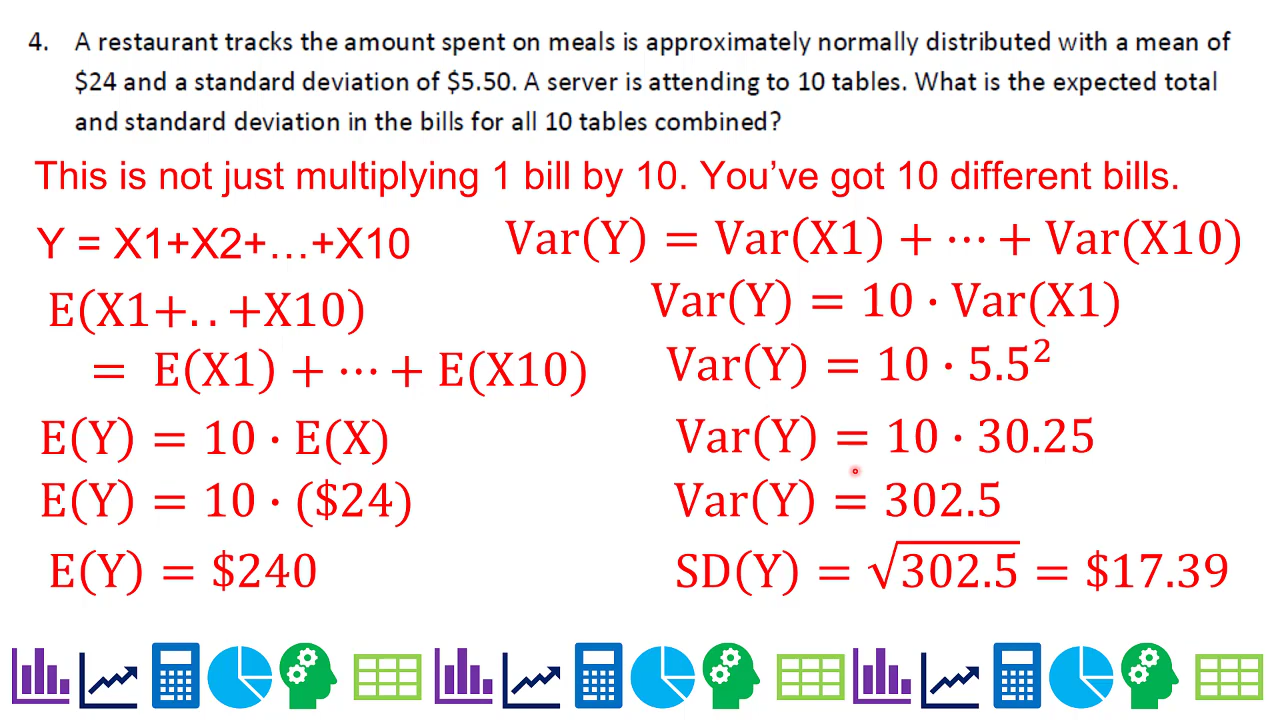 4. A restaurant tracks the amount spent on meals is approximately normally distributed with a mean of
$24 and a standard deviation of $5.50. A server is attending to 10 tables. What is the expected total
and standard deviation in the bills for all 10 tables combined?
This is not just multiplying 1 bill by 10. You’ve got 10 different bills.
Y = X1+X2+…+X10
E(X1+..+X10)
= E(X1) + ⋯ + E(X10)
E(Y) = 10 · E(X)
E(Y) = 10 · ($24)
E(Y) = $240
Var(Y) = Var(X1) + ⋯ + Var(X10)
Var(Y) = 10 · Var(X1)
Var(Y) = 10 · 5.5²
Var(Y) = 10 · 30.25
Var(Y) = 302.5
SD(Y) = √302.5 = $17.39